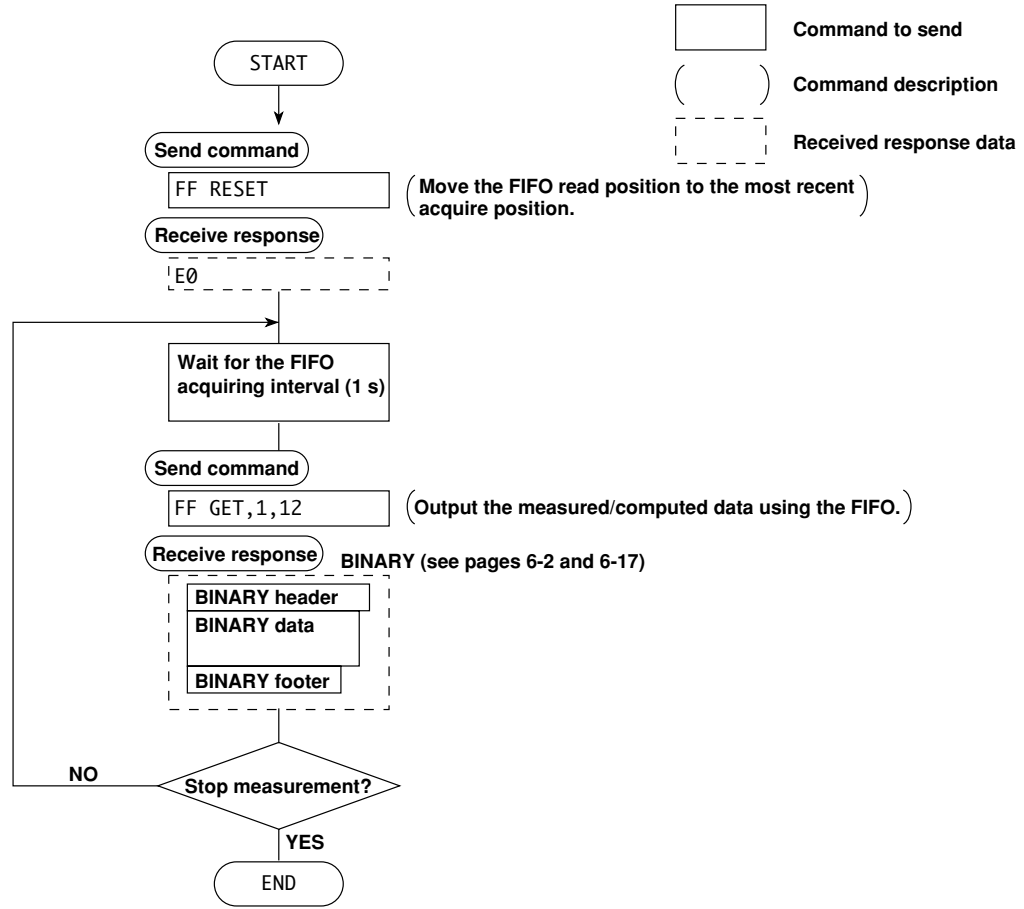 Command to send
START
Command description
Received response data
Send command
FF RESET
Move the FIFO read position to the most recent
acquire position.
Receive response
E0
Wait for the FIFO
acquiring interval (1 s)
Send command
FF GET,1,12
Output the measured/computed data using the FIFO.
Receive response
BINARY (see pages 6-2 and 6-17)
BINARY header
BINARY data
BINARY footer
NO
Stop measurement?
YES
END